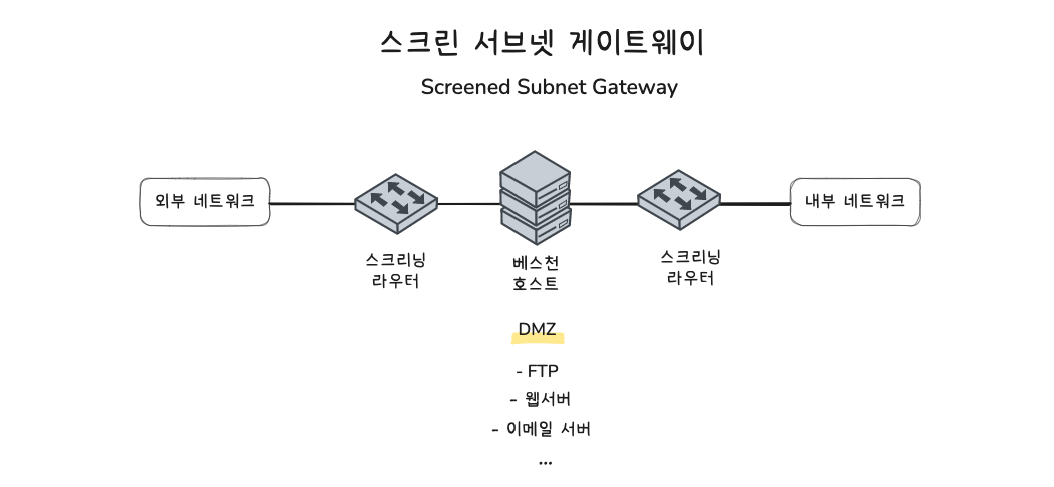 스크린 서브넷 게이트웨이
Screened Subnet Gateway
외부 네트워크
스크리닝
라우터
베스천
호스트
스크리닝
라우터
내부 네트워크
DMZ
- FTP
- 웹서버
- 이메일 서버
...